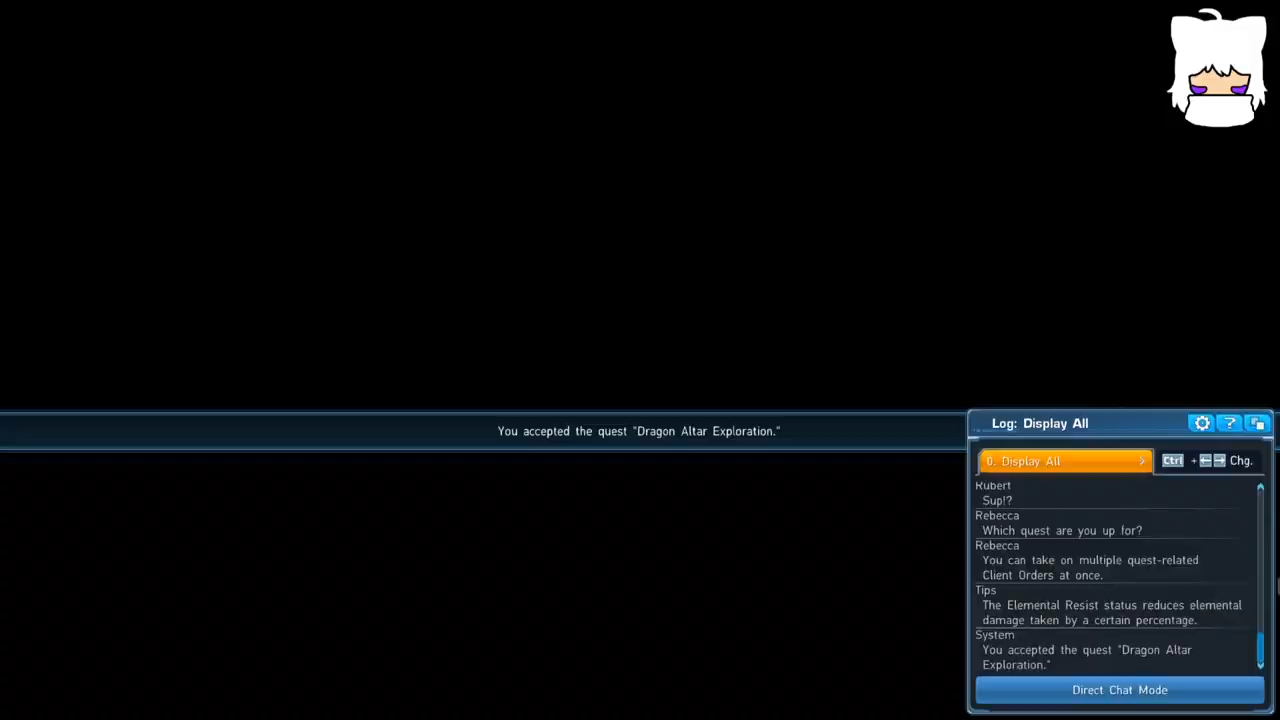 You accepted the quest "Dragon Altar Exploration."
Log: Display All
?
0. Display All
Ctrl + ←→ Chg.
Rubert
Sup!?
Rebecca
Which quest are you up for?
Rebecca
You can take on multiple quest-related
Client Orders at once.
Tips
The Elemental Resist status reduces elemental
damage taken by a certain percentage.
System
You accepted the quest "Dragon Altar
Exploration."
Direct Chat Mode